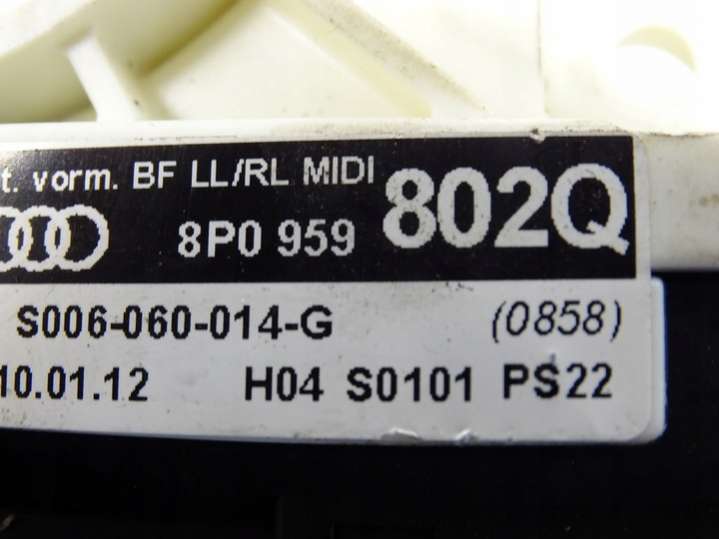 t. vorm. BF LL/RL MIDI
8P0 959 802Q
S006-060-014-G (0858)
10.01.12 H04 S0101 PS22